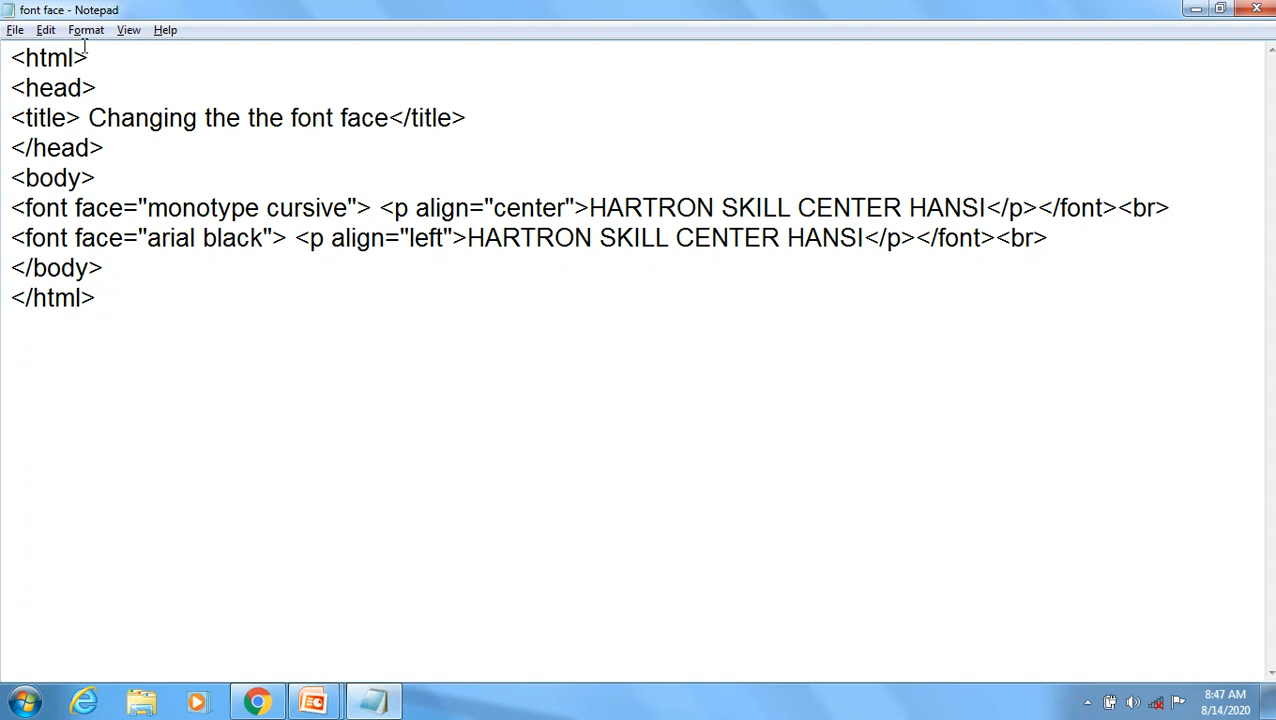 font face - Notepad
File Edit Format View Help
<html>
<head>
<title> Changing the the font face</title>
</head>
<body>
<font face="monotype cursive"> <p align="center">HARTRON SKILL CENTER HANSI</p></font><br>
<font face="arial black"> <p align="left">HARTRON SKILL CENTER HANSI</p></font><br>
</body>
</html>
8:47 AM
8/14/2020